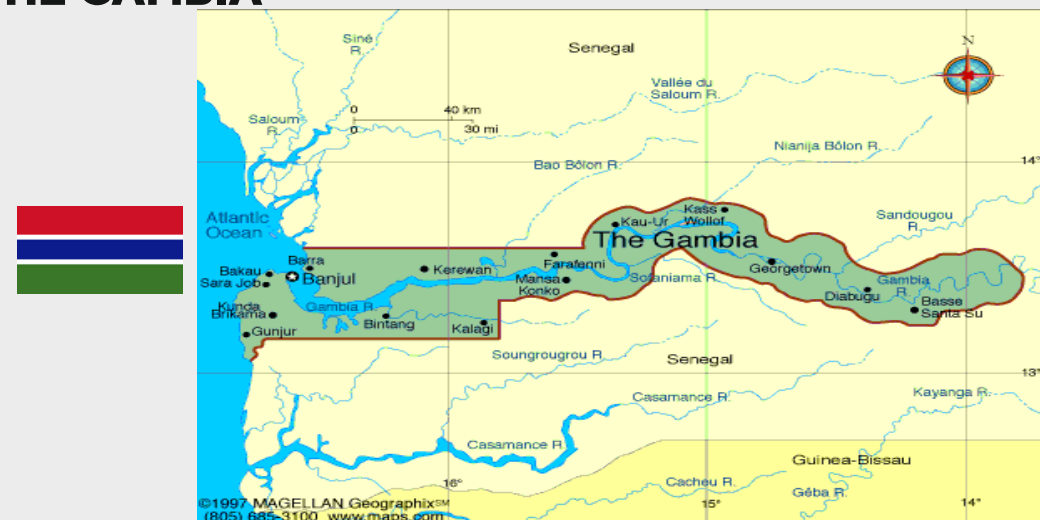 THE GAMBIA
Siné
R.
Senegal
N
Vallée du
Saloum R.
0 40 km
0 30 mi
Saloum
R.
Nianija Bôlon R.
Bao Bôlon R.
14°
Atlantic
Ocean
Kass
Wollof
Kau-Ur
Sandougou
R.
The Gambia
Barra
Farafenni
Bakau
Banjul
Kerewan
Georgetown
Sara Job
Kunda
Mansa
Konko
Sofaniama R.
Gambia
R.
Diabugu
Basse
Santa Su
Gambia R.
Brikama
Bintang
Kalagi
Gunjur
Soungrougrou R.
Senegal
13°
Casamance R.
Kayanga R.
Casamance R.
Guinea-Bissau
16°
Cacheu R.
Géba R.
15°
14°
©1997 MAGELLAN Geographix℠
(805) 685-3100 www.maps.com